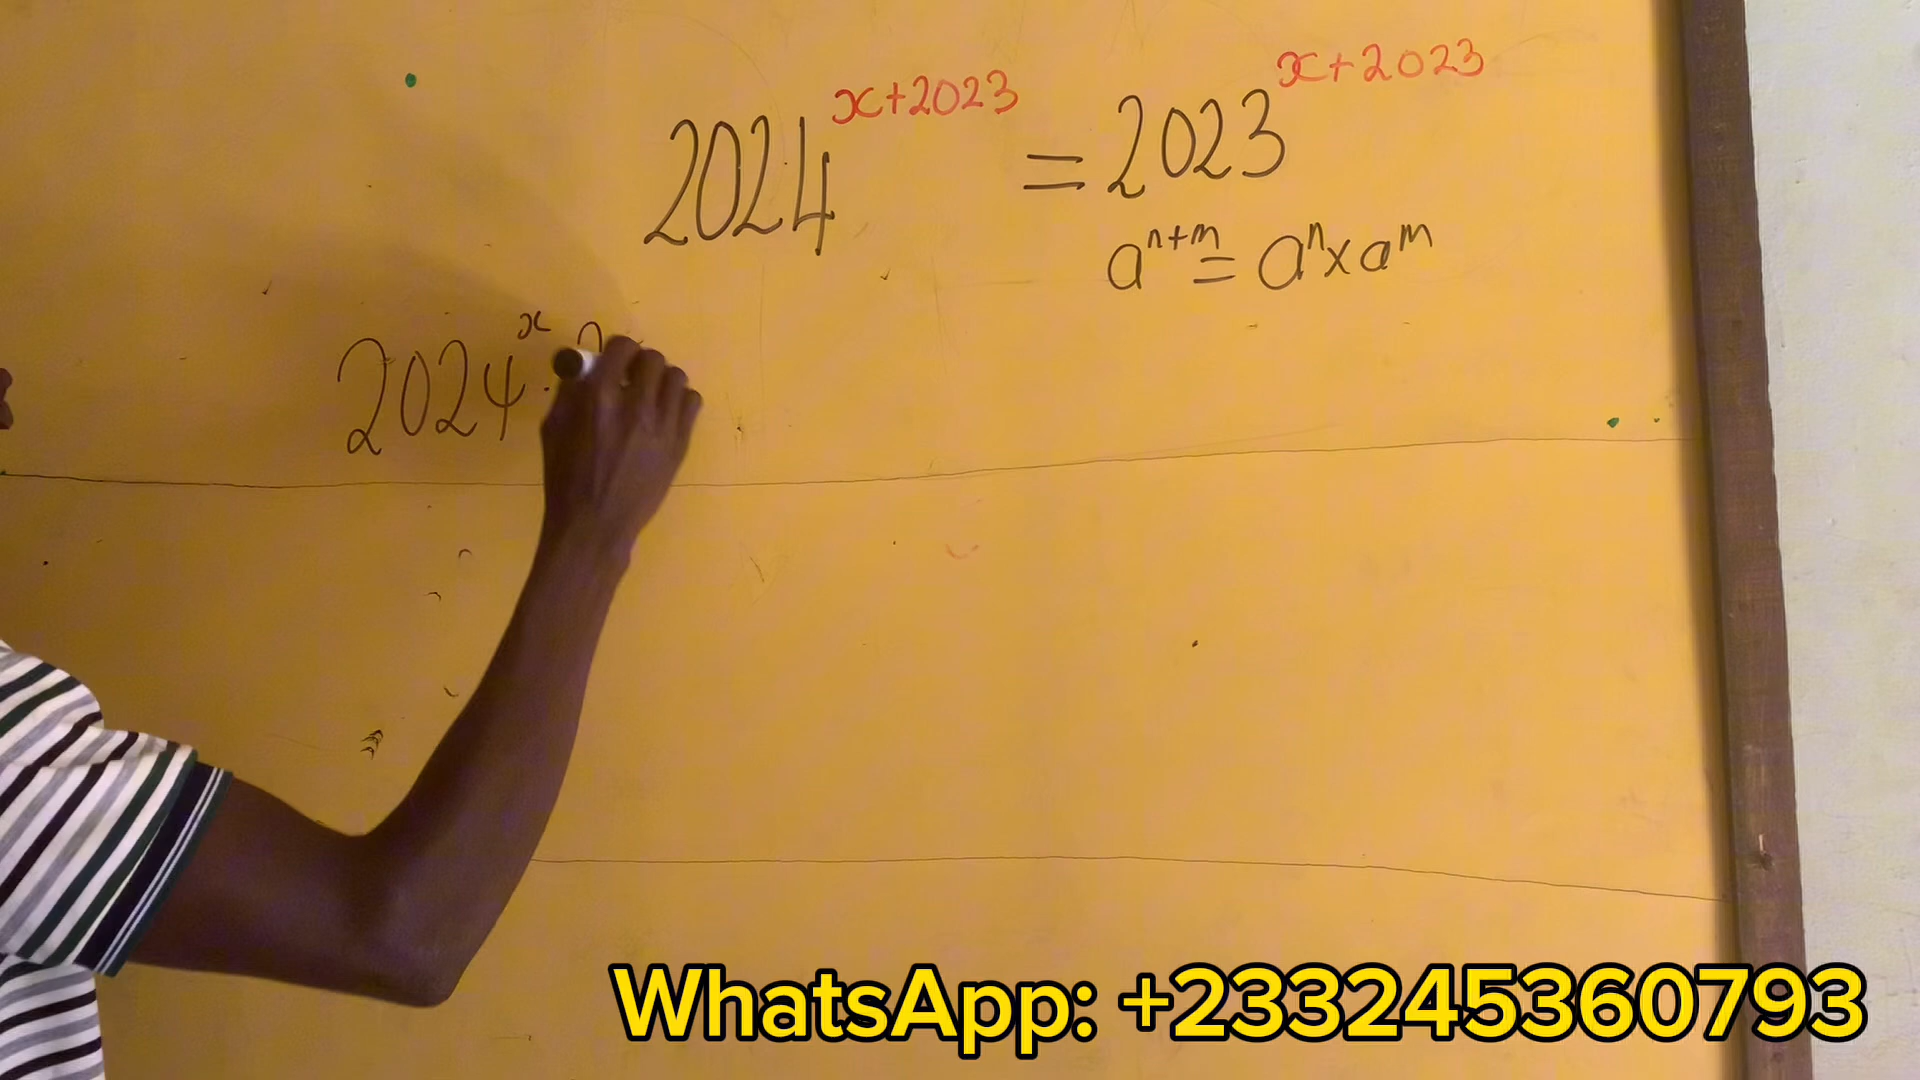 2024^{x+2023} = 2023^{x+2023}
a^{n+m} = a^n x a^m
2024^x ·
WhatsApp: +233245360793